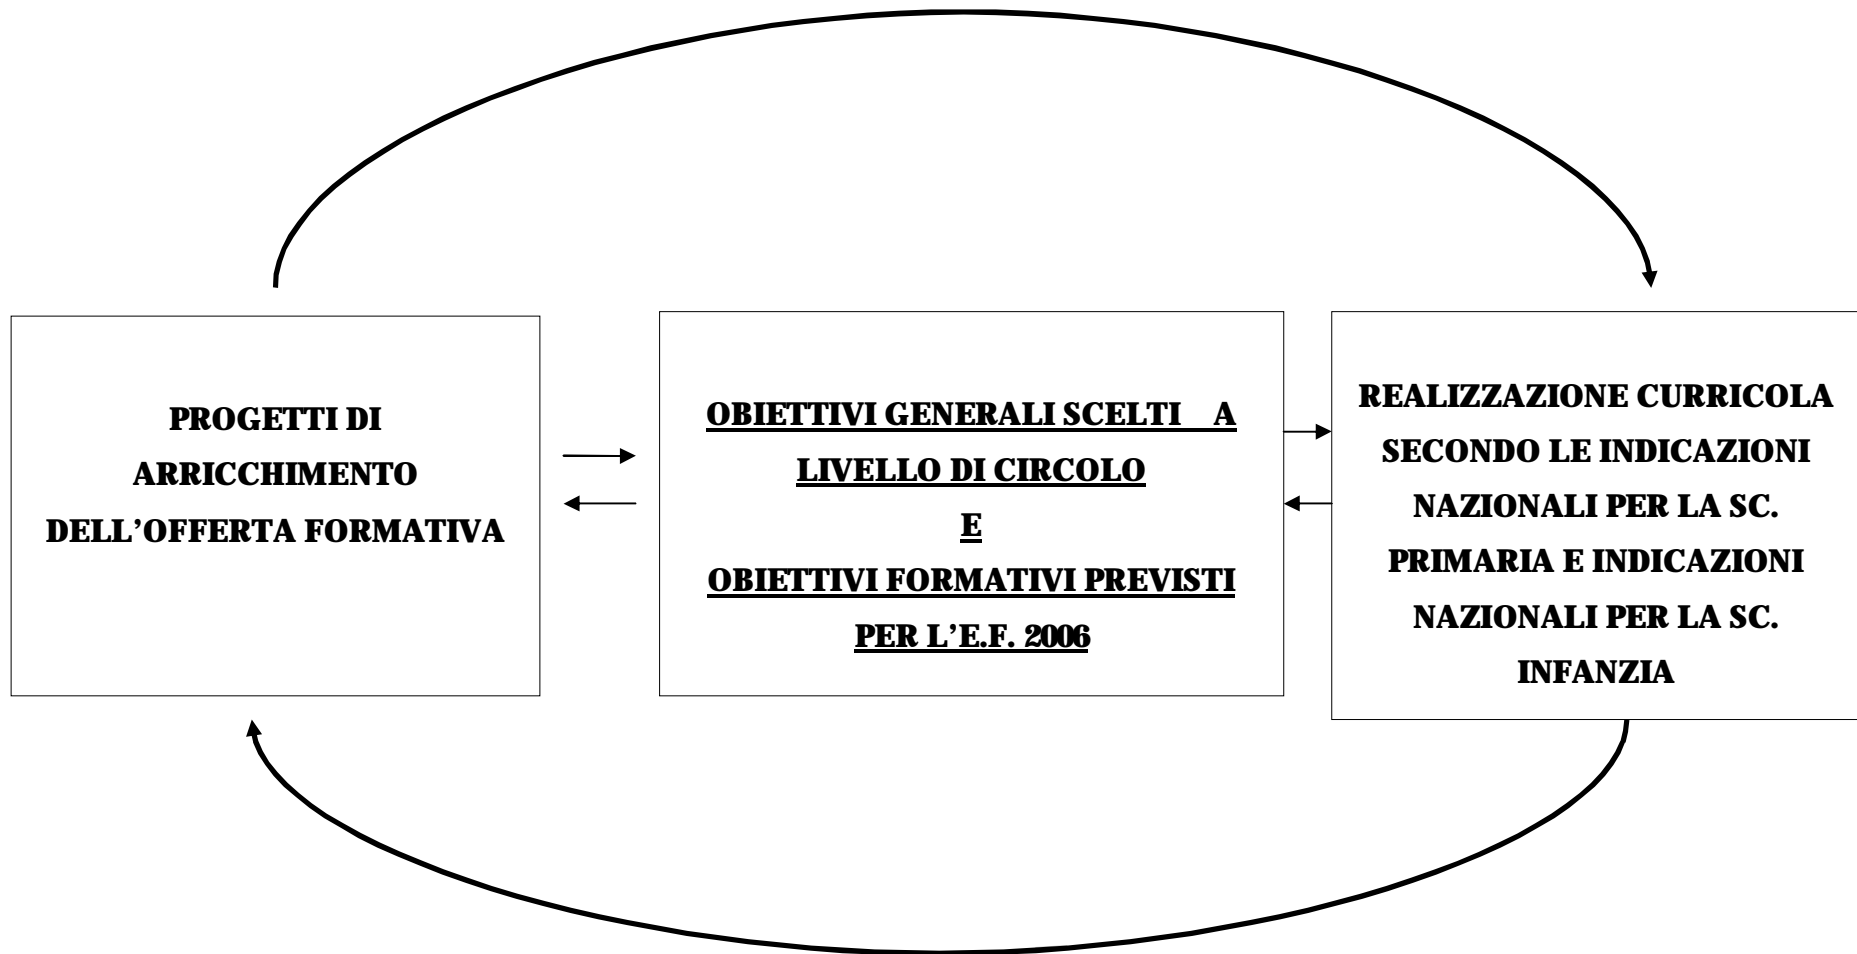 PROGETTI DI
ARRICCHIMENTO
DELL’OFFERTA FORMATIVA
OBIETTIVI GENERALI SCELTI A
LIVELLO DI CIRCOLO
E
OBIETTIVI FORMATIVI PREVISTI
PER L’E.F. 2006
REALIZZAZIONE CURRICOLA
SECONDO LE INDICAZIONI
NAZIONALI PER LA SC.
PRIMARIA E INDICAZIONI
NAZIONALI PER LA SC.
INFANZIA